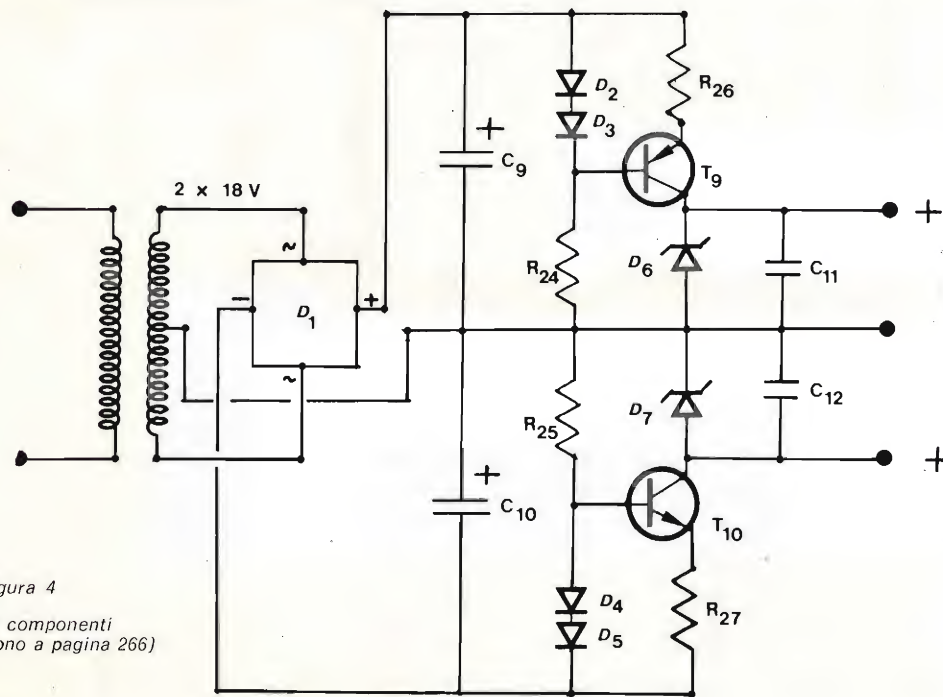 2 × 18 V
~
− D1 +
~
+
C9
+
C10
D2
D3
R24
R25
D4
D5
R26
T9
D6
C11
D7
C12
T10
R27
+
+
gura 4
componenti
ono a pagina 266)